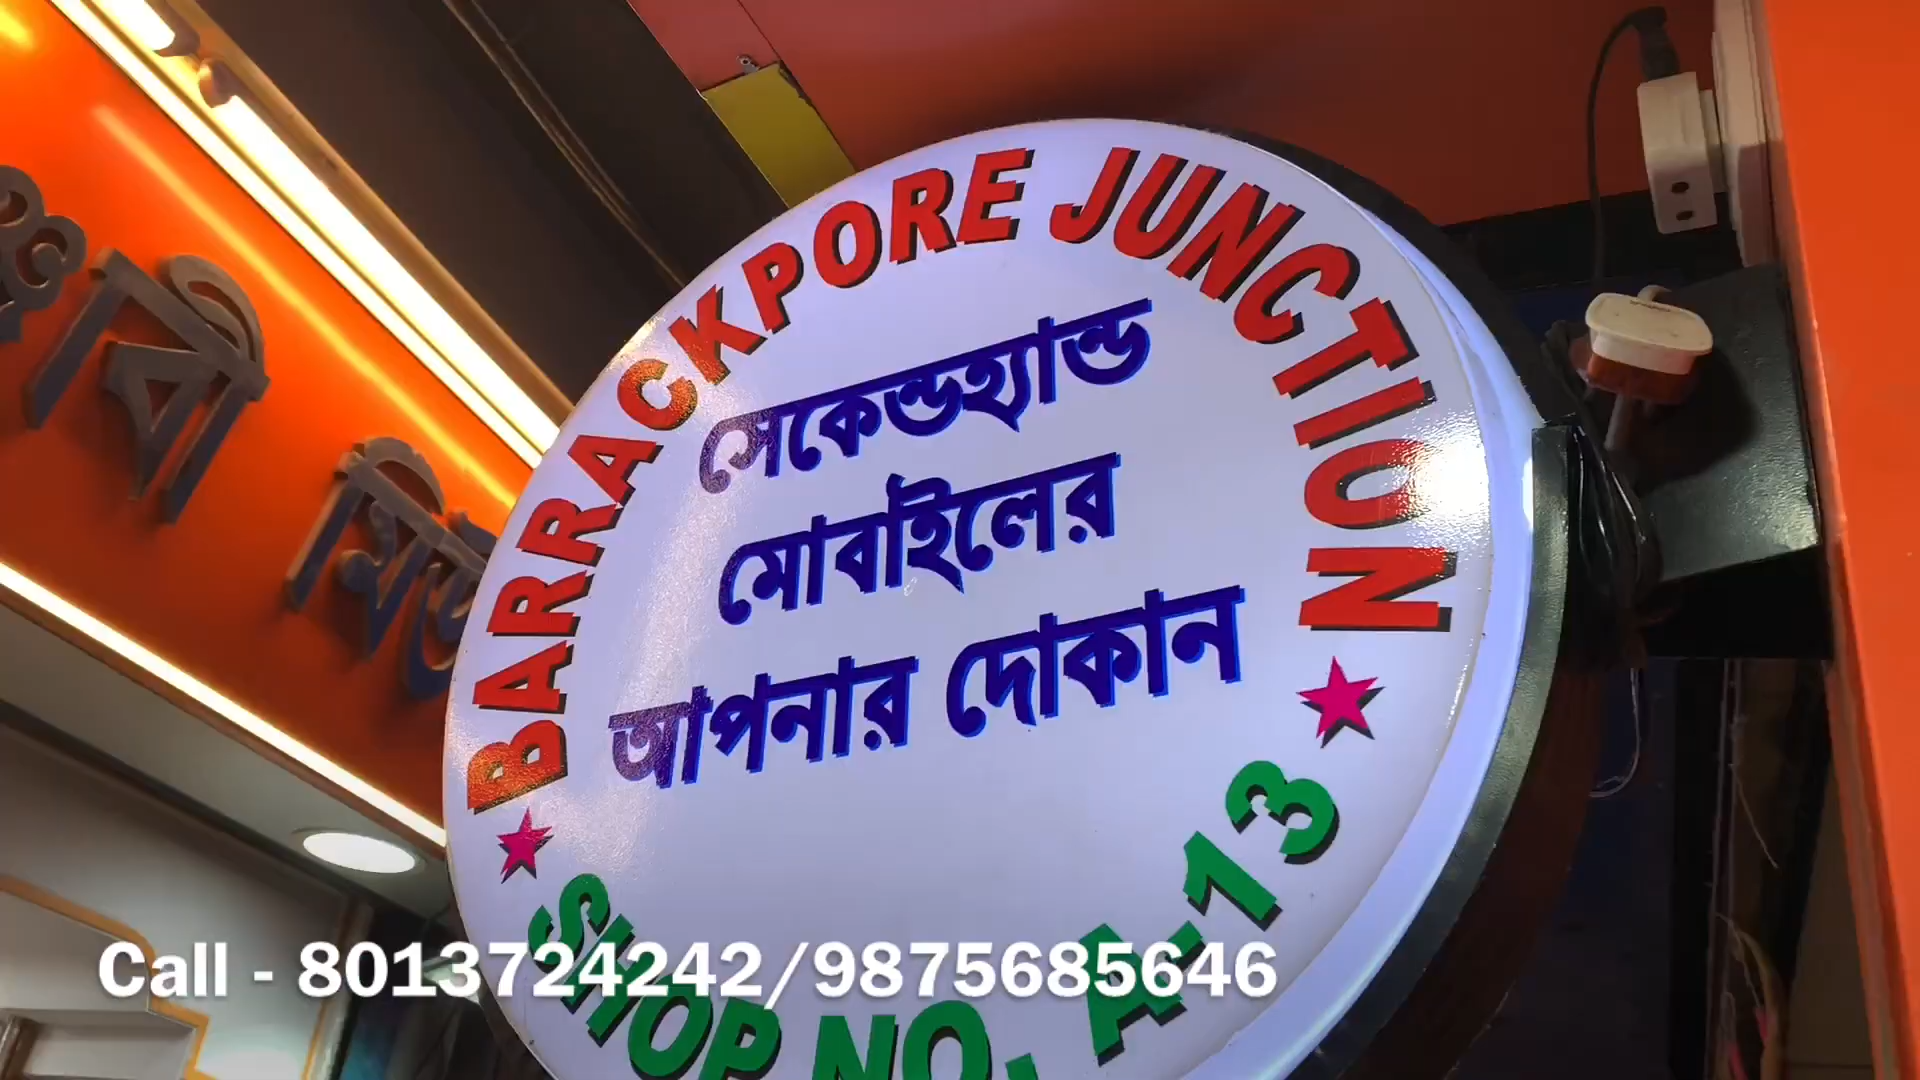 BARRACKPORE JUNCTION
সেকেন্ডহ্যান্ড
মোবাইলের
আপনার দোকান
SHOP NO. A-13
Call - 8013724242/9875685646